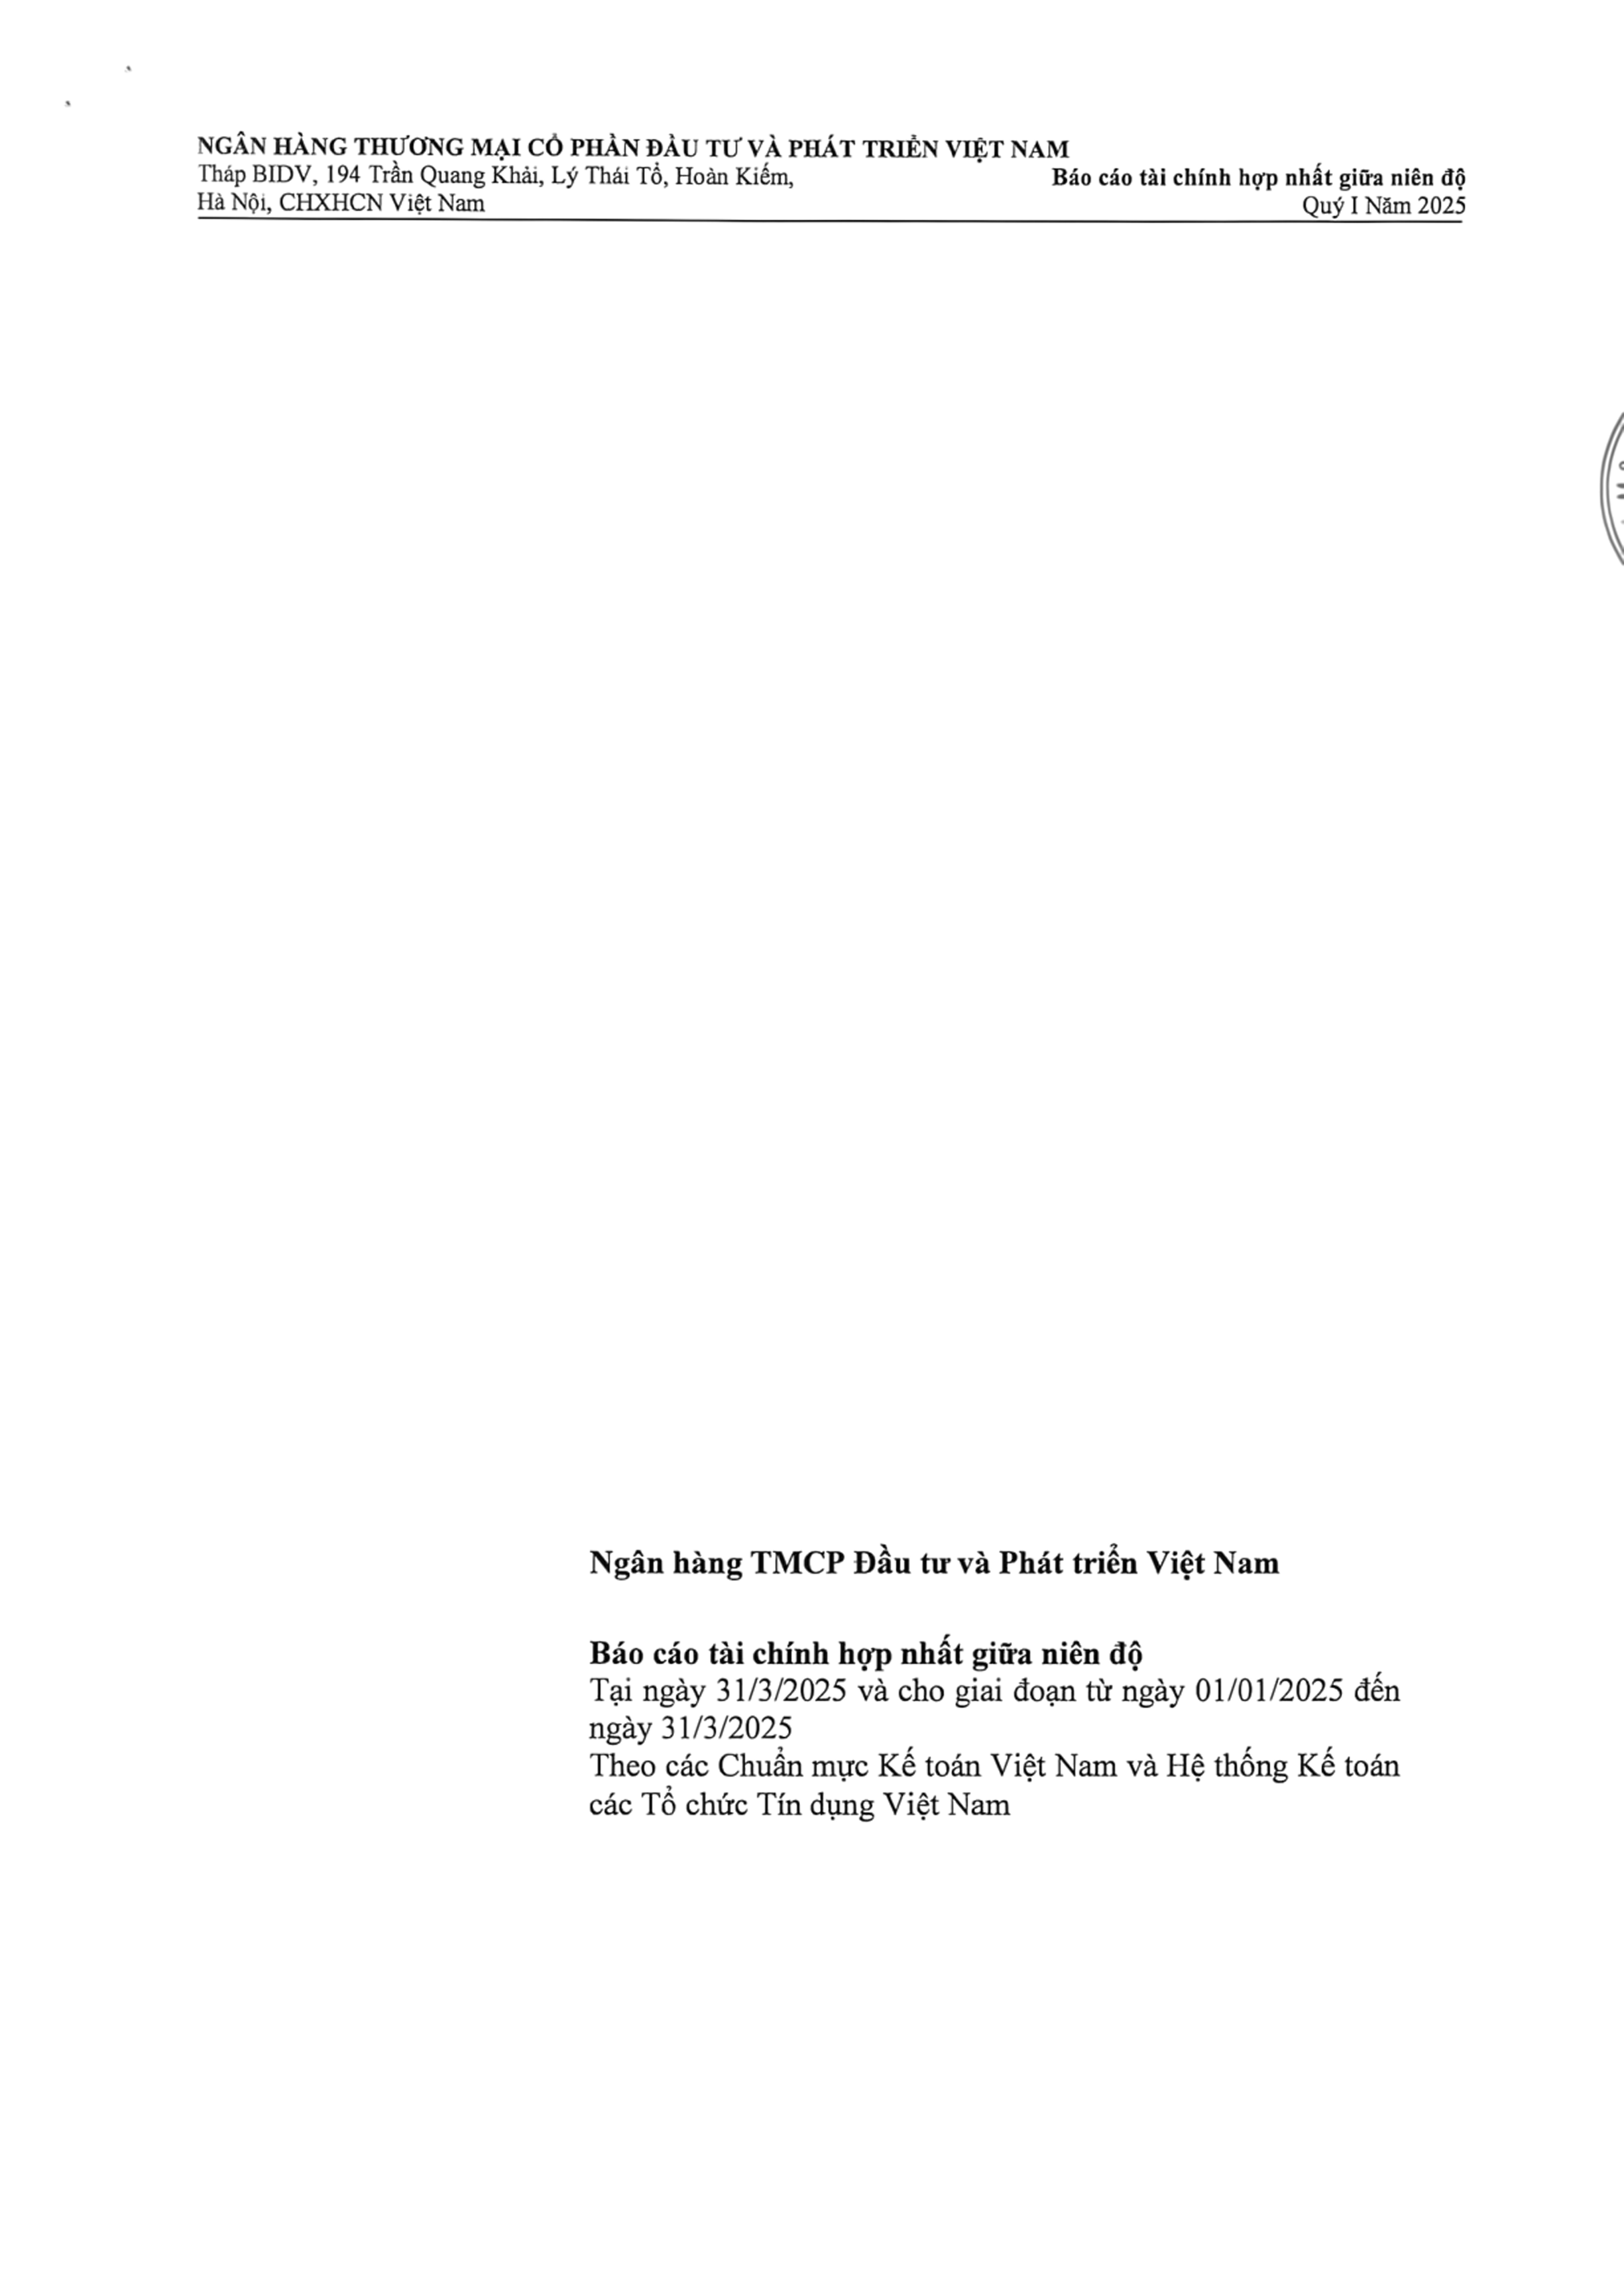 NGÂN HÀNG THƯƠNG MẠI CỔ PHẦN ĐẦU TƯ VÀ PHÁT TRIỂN VIỆT NAM
Tháp BIDV, 194 Trần Quang Khải, Lý Thái Tổ, Hoàn Kiếm,
Báo cáo tài chính hợp nhất giữa niên độ
Hà Nội, CHXHCN Việt Nam
Quý I Năm 2025
Ngân hàng TMCP Đầu tư và Phát triển Việt Nam
Báo cáo tài chính hợp nhất giữa niên độ
Tại ngày 31/3/2025 và cho giai đoạn từ ngày 01/01/2025 đến
ngày 31/3/2025
Theo các Chuẩn mực Kế toán Việt Nam và Hệ thống Kế toán
các Tổ chức Tín dụng Việt Nam